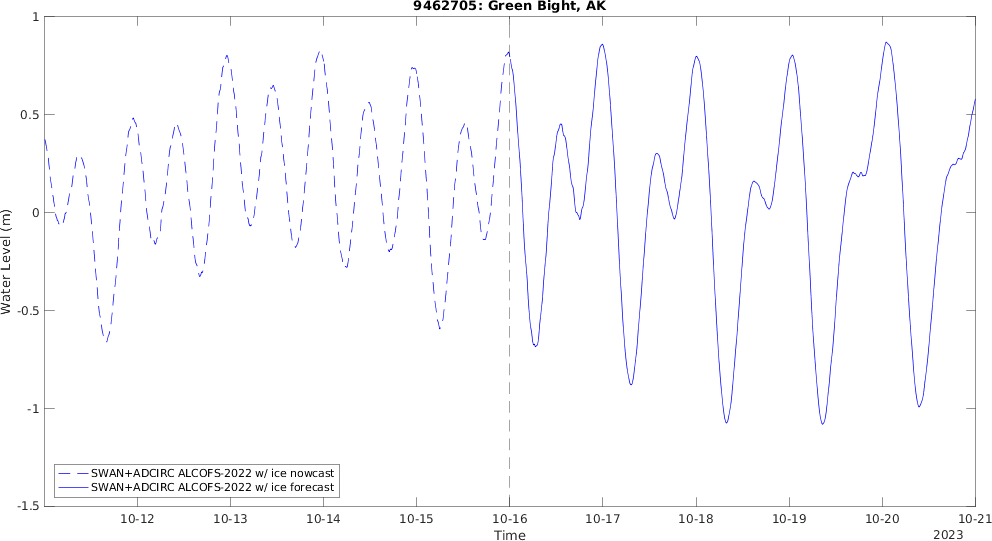 9462705: Green Bight, AK
1
0.5
0
-0.5
-1
-1.5
Water Level (m)
SWAN+ADCIRC ALCOFS-2022 w/ ice nowcast
SWAN+ADCIRC ALCOFS-2022 w/ ice forecast
10-12 10-13 10-14 10-15 10-16 10-17 10-18 10-19 10-20 10-21
Time
2023